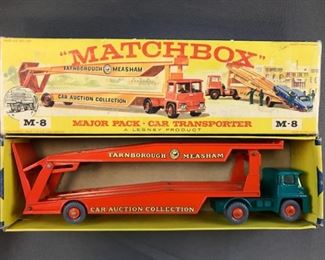 "MATCHBOX"
FARNBOROUGH MEASHAM
CAR AUCTION COLLECTION
M-8
MAJOR PACK · CAR TRANSPORTER
M-8
A LESNEY PRODUCT
FARNBOROUGH MEASHAM
CAR AUCTION COLLECTION